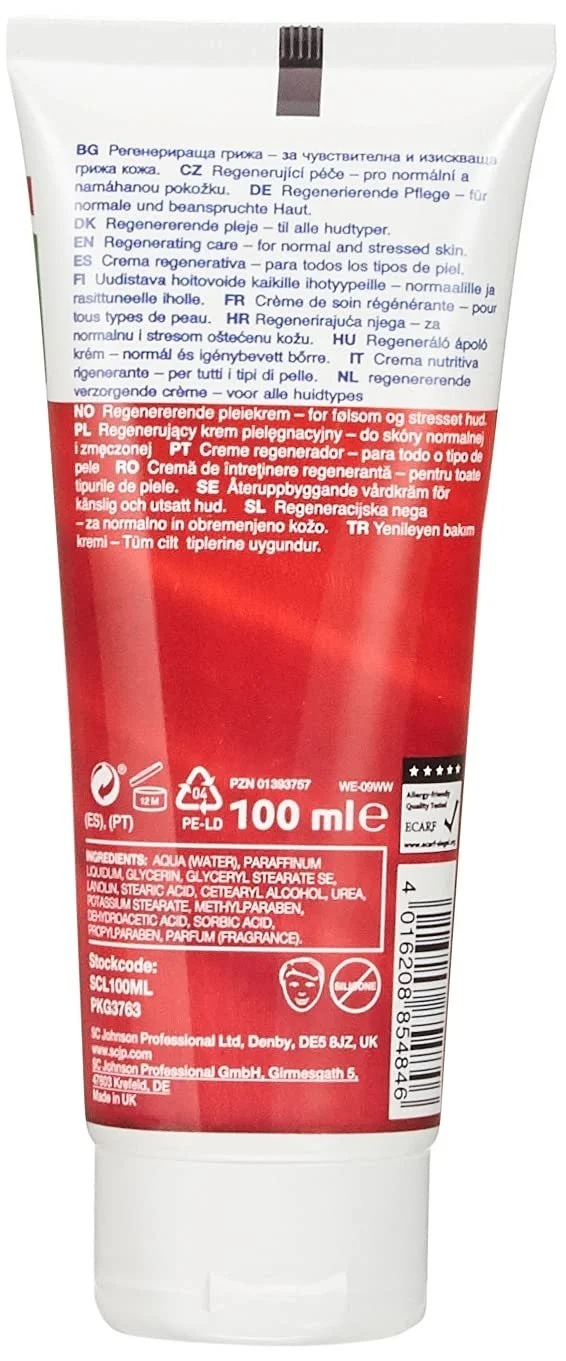 BG Регенерираща грижа – за чувствителна и изискваща
грижа кожа. CZ Regenerující péče – pro normální a
namáhanou pokožku. DE Regenerierende Pflege – für
normale und beanspruchte Haut.
DK Regenererende pleje – til alle hudtyper.
EN Regenerating care – for normal and stressed skin.
ES Crema regenerativa – para todos los tipos de piel.
FI Uudistava hoitovoide kaikille ihotyypeille – normaalille ja
rasittuneelle iholle. FR Crème de soin régénérante – pour
tous types de peau. HR Regenerirajuća njega – za
normalnu i stresom oštećenu kožu. HU Regeneráló ápoló
krém – normál és igénybevett bőrre. IT Crema nutritiva
rigenerante – per tutti i tipi di pelle. NL regenererende
verzorgende crème – voor alle huidtypes
NO Regenererende pleiekrem – for følsom og stresset hud.
PL Regenerujący krem pielęgnacyjny – do skóry normalnej
i zmęczonej PT Creme regenerador – para todo o tipo de
pele RO Cremă de întreținere regenerantă – pentru toate
tipurile de piele. SE Återuppbyggande vårdkräm för
känslig och utsatt hud. SL Regeneracijska nega
– za normalno in obremenjeno kožo. TR Yenileyen bakım
kremi – Tüm cilt tiplerine uygundur.
® 12 M 04 PZN 01393757 WE-09WW
(ES), (PT) PE-LD 100 ml e
Allergy-friendly
Quality Tested
ECARF
www.ecarf-siegel.org
INGREDIENTS: AQUA (WATER), PARAFFINUM
LIQUIDUM, GLYCERIN, GLYCERYL STEARATE SE,
LANOLIN, STEARIC ACID, CETEARYL ALCOHOL, UREA,
POTASSIUM STEARATE, METHYLPARABEN,
DEHYDROACETIC ACID, SORBIC ACID,
PROPYLPARABEN, PARFUM (FRAGRANCE).
Stockcode:
SCL100ML
PKG3763
SILICONE
SC Johnson Professional Ltd, Denby, DE5 8JZ, UK
www.scjp.com
SC Johnson Professional GmbH, Girmesgath 5,
47803 Krefeld, DE
Made in UK
4 016208 854846